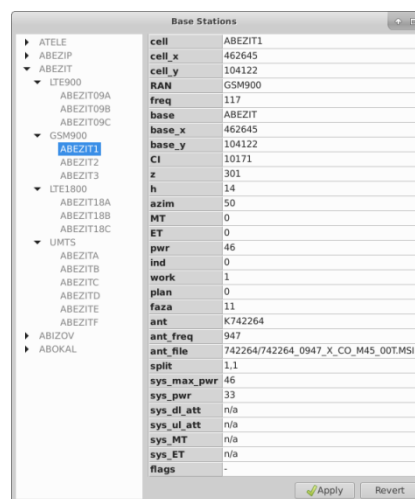 Base Stations
ATELE
ABEZIP
ABEZIT
LTE900
ABEZIT09A
ABEZIT09B
ABEZIT09C
GSM900
ABEZIT1
ABEZIT2
ABEZIT3
LTE1800
ABEZIT18A
ABEZIT18B
ABEZIT18C
UMTS
ABEZITA
ABEZITB
ABEZITC
ABEZITD
ABEZITE
ABEZITF
ABIZOV
ABOKAL
cell ABEZIT1
cell_x 462645
cell_y 104122
RAN GSM900
freq 117
base ABEZIT
base_x 462645
base_y 104122
CI 10171
z 301
h 14
azim 50
MT 0
ET 0
pwr 46
ind 0
work 1
plan 0
faza 11
ant K742264
ant_freq 947
ant_file 742264/742264_0947_X_CO_M45_00T.MSI
split 1,1
sys_max_pwr 46
sys_pwr 33
sys_dl_att n/a
sys_ul_att n/a
sys_MT n/a
sys_ET n/a
flags -
Apply Revert